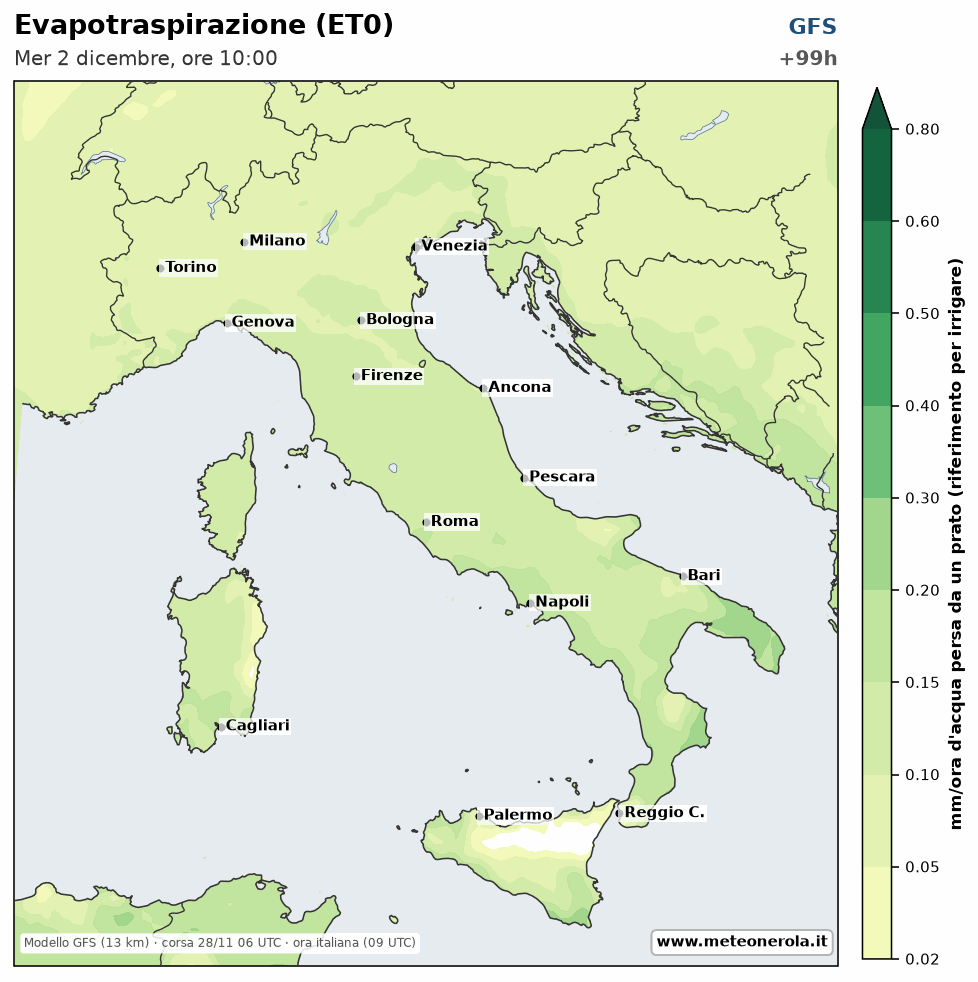 Evapotraspirazione (ET0)
GFS
Mer 2 dicembre, ore 10:00
+99h
Milano
Venezia
Torino
Genova
Bologna
Firenze
Ancona
Pescara
Roma
Bari
Napoli
Cagliari
Palermo
Reggio C.
0.80
0.60
0.50
0.40
0.30
0.20
0.15
0.10
0.05
0.02
mm/ora d'acqua persa da un prato (riferimento per irrigare)
Modello GFS (13 km) · corsa 28/11 06 UTC · ora italiana (09 UTC)
www.meteonerola.it